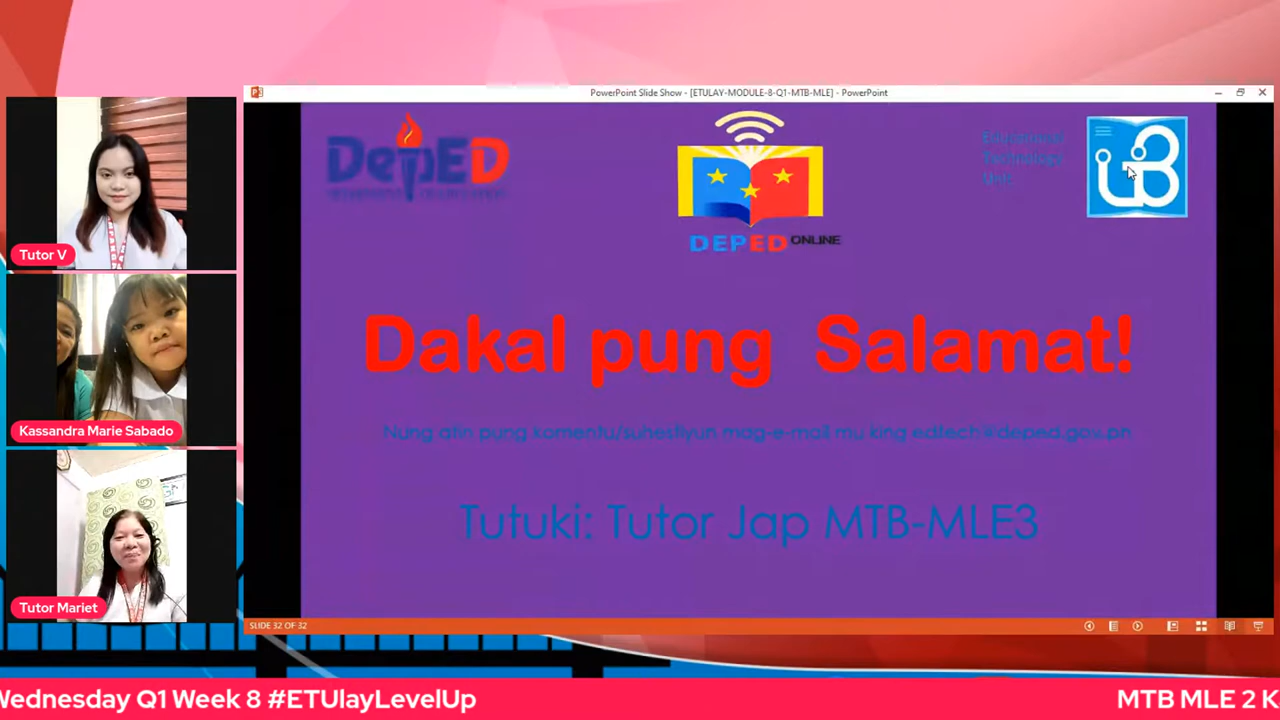 PowerPoint Slide Show - [ETULAY-MODULE-8-Q1-MTB-MLE] - PowerPoint
Tutor V
Kassandra Marie Sabado
Tutor Mariet
DepED
DEPED ONLINE
Educational
Technology
Unit
Dakal pung Salamat!
Nung atin pung komentu/suhestiyun mag-e-mail mu king edtech@deped.gov.ph
Tutuki: Tutor Jap MTB-MLE3
SLIDE 32 OF 32
Wednesday Q1 Week 8 #ETUlayLevelUp
MTB MLE 2 K